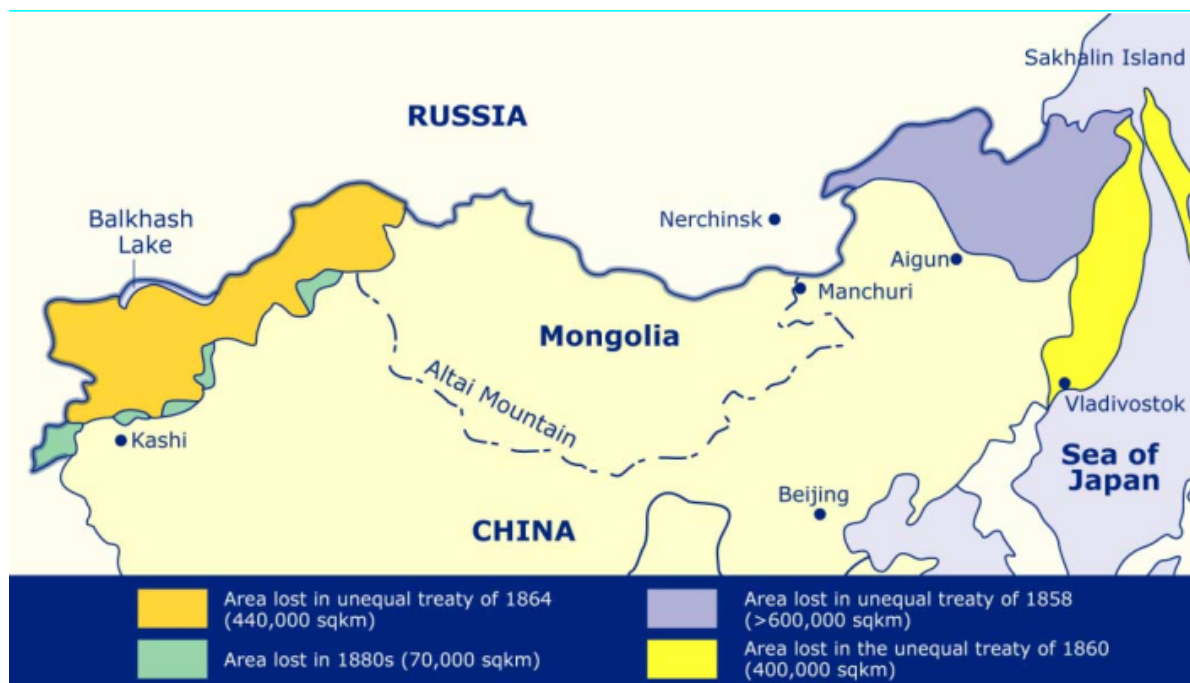 Sakhalin Island
RUSSIA
Balkhash
Lake
Nerchinsk
Aigun
Manchuri
Mongolia
Altai Mountain
Vladivostok
Kashi
Sea of
Japan
Beijing
CHINA
Area lost in unequal treaty of 1864
(440,000 sqkm)
Area lost in unequal treaty of 1858
(>600,000 sqkm)
Area lost in 1880s (70,000 sqkm)
Area lost in the unequal treaty of 1860
(400,000 sqkm)